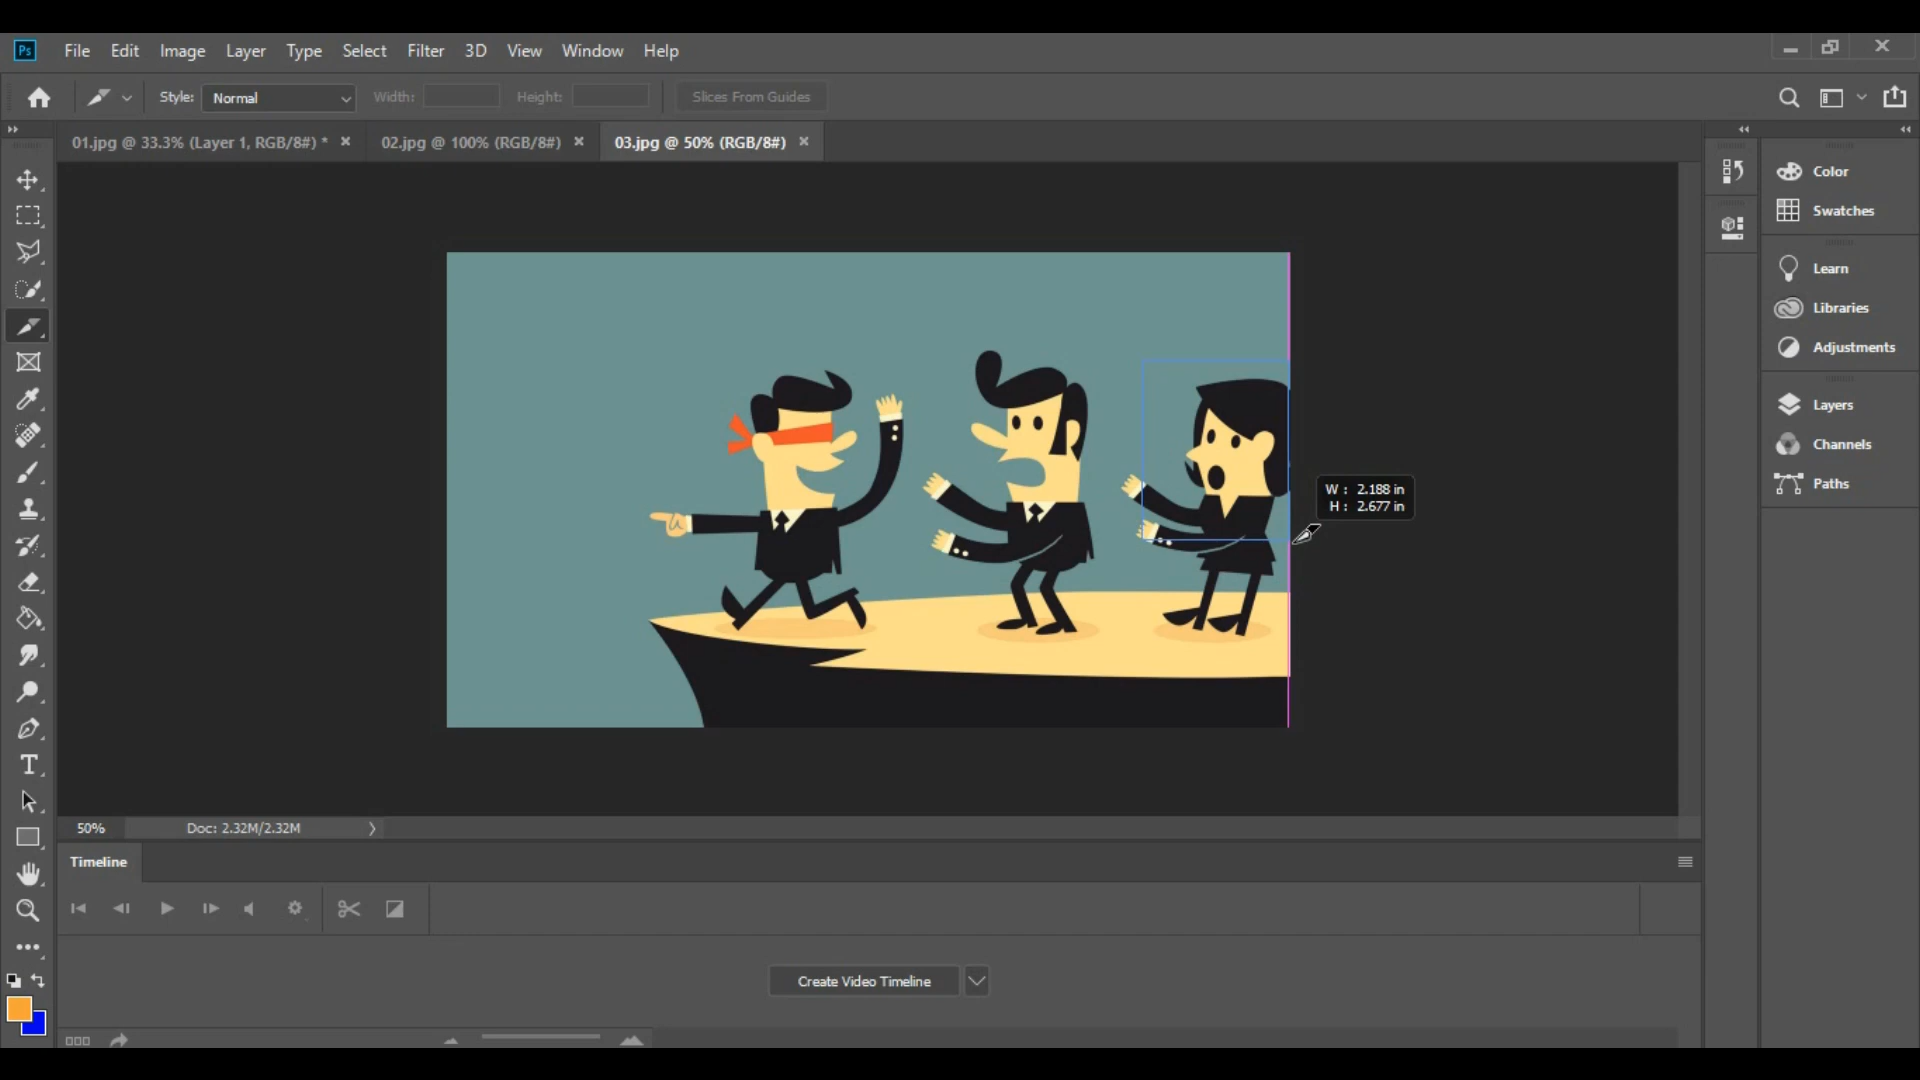 Ps File Edit Image Layer Type Select Filter 3D View Window Help
Style: Normal Width: Height: Slices From Guides
01.jpg @ 33.3% (Layer 1, RGB/8#) * 02.jpg @ 100% (RGB/8#) 03.jpg @ 50% (RGB/8#)
Color
Swatches
Learn
Libraries
Adjustments
Layers
Channels
Paths
W : 2.188 in
H : 2.677 in
50% Doc: 2.32M/2.32M
Timeline
Create Video Timeline